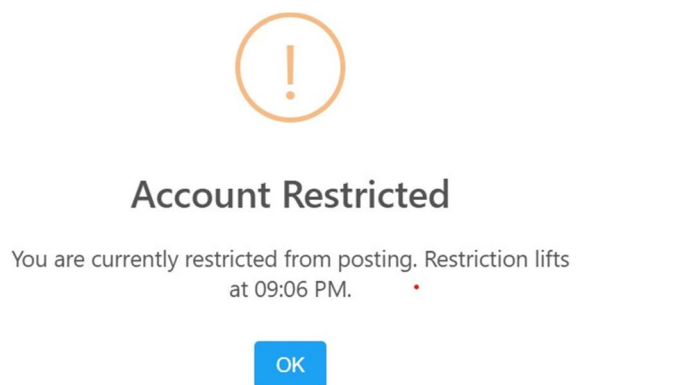 !
Account Restricted
You are currently restricted from posting. Restriction lifts
at 09:06 PM.
OK